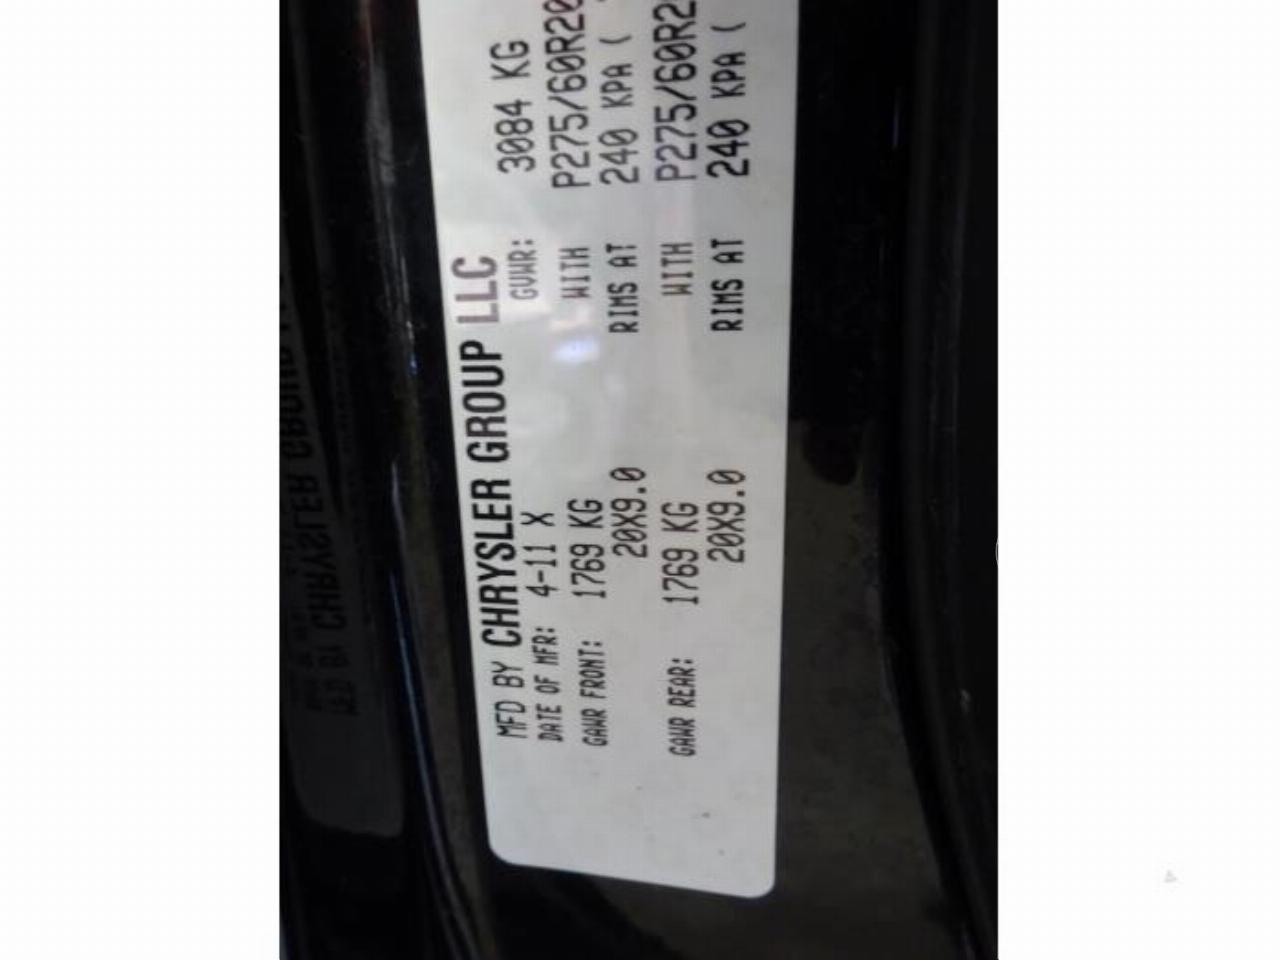 MFD BY CHRYSLER GROUP LLC
DATE OF MFR: 4-11 X GVWR: 3084 KG
GAWR FRONT: 1769 KG WITH P275/60R20
20X9.0 RIMS AT 240 KPA (
GAWR REAR: 1769 KG WITH P275/60R2
20X9.0 RIMS AT 240 KPA (